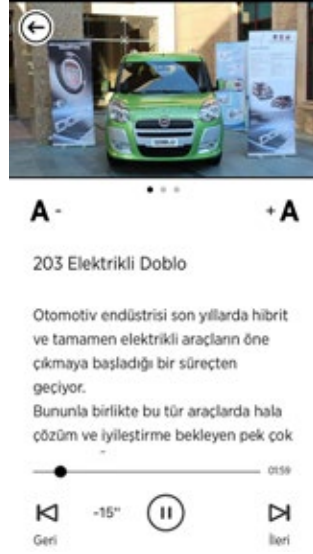 DOBLO
A -
+ A
203 Elektrikli Doblo
Otomotiv endüstrisi son yıllarda hibrit
ve tamamen elektrikli araçların öne
çıkmaya başladığı bir süreçten
geçiyor.
Bununla birlikte bu tür araçlarda hala
çözüm ve iyileştirme bekleyen pek çok
01:59
-15"
Geri
İleri